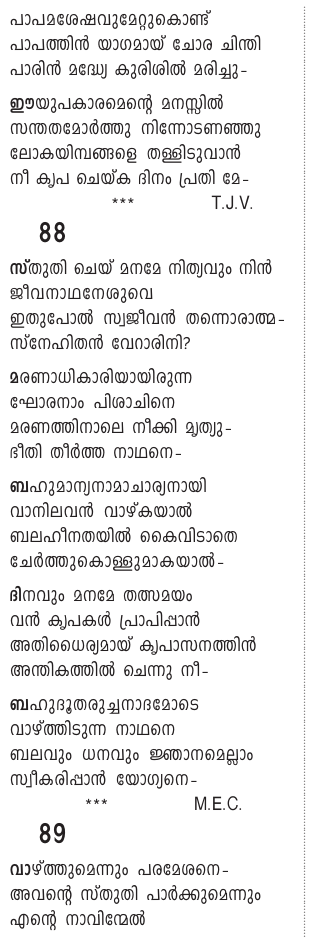 പാപമശേഷവുമേറ്റുകൊണ്ട്
പാപത്തിൻ യാഗമായ് ചോര ചിന്തി
പാരിൻ മദ്ധ്യേ കുരിശിൽ മരിച്ചു-
ഈയുപകാരമെന്റെ മനസ്സിൽ
സന്തതമോർത്തു നിന്നോടണഞ്ഞു
ലോകയിമ്പങ്ങളെ തള്ളിടുവാൻ
നീ കൃപ ചെയ്ക ദിനം പ്രതി മേ-
*** T.J.V.
88
സ്തുതി ചെയ് മനമേ നിത്യവും നിൻ
ജീവനാഥനേശുവെ
ഇതുപോൽ സ്വജീവൻ തന്നൊരാത്മ-
സ്നേഹിതൻ വേറാരിനി?
മരണാധികാരിയായിരുന്ന
ഘോരനാം പിശാചിനെ
മരണത്തിനാലെ നീക്കി മൃത്യു-
ഭീതി തീർത്ത നാഥനെ-
ബഹുമാന്യനാമാചാര്യനായി
വാനിലവൻ വാഴ്കയാൽ
ബലഹീനതയിൽ കൈവിടാതെ
ചേർത്തുകൊള്ളുമാകയാൽ-
ദിനവും മനമേ തത്സമയം
വൻ കൃപകൾ പ്രാപിപ്പാൻ
അതിധൈര്യമായ് കൃപാസനത്തിൻ
അന്തികത്തിൽ ചെന്നു നീ-
ബഹുദൂതരുച്ചനാദമോടെ
വാഴ്ത്തിടുന്ന നാഥനെ
ബലവും ധനവും ജ്ഞാനമെല്ലാം
സ്വീകരിപ്പാൻ യോഗ്യനെ-
*** M.E.C.
89
വാഴ്ത്തുമെന്നും പരമേശനെ-
അവന്റെ സ്തുതി പാർക്കുമെന്നും
എന്റെ നാവിന്മേൽ